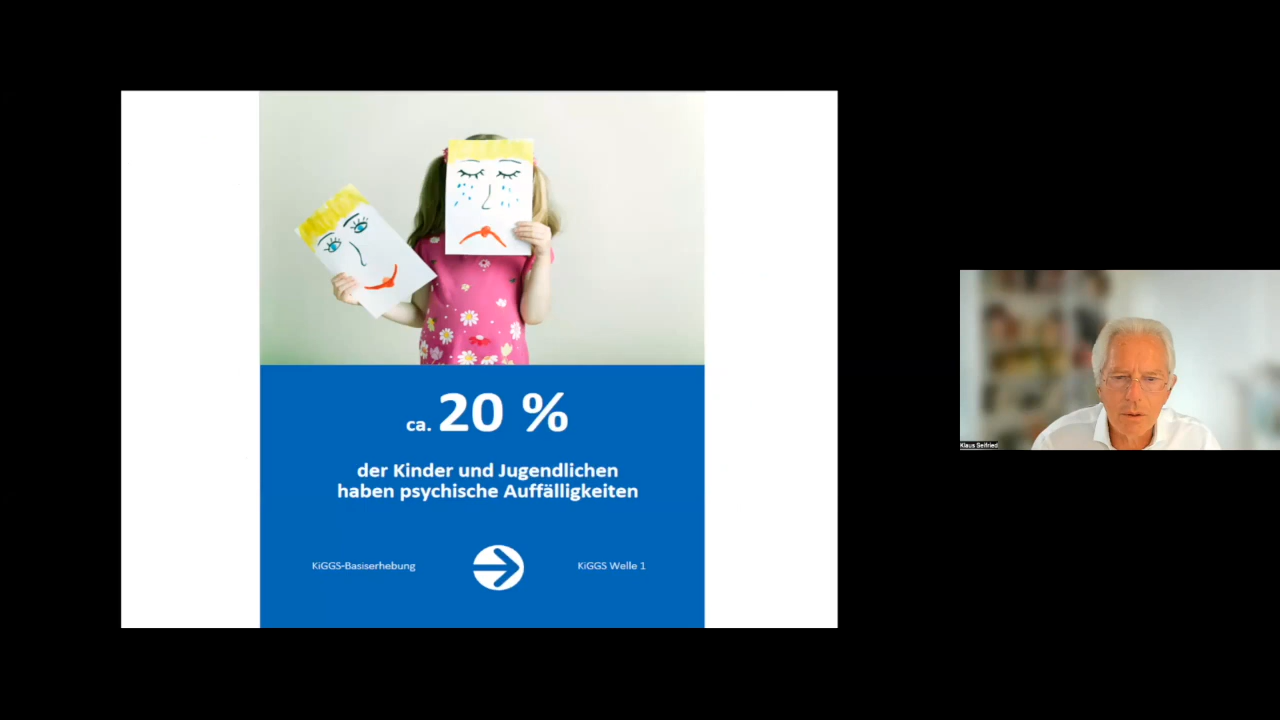 ca. 20 %
der Kinder und Jugendlichen
haben psychische Auffälligkeiten
KiGGS-Basiserhebung
KiGGS Welle 1
Klaus Seifried